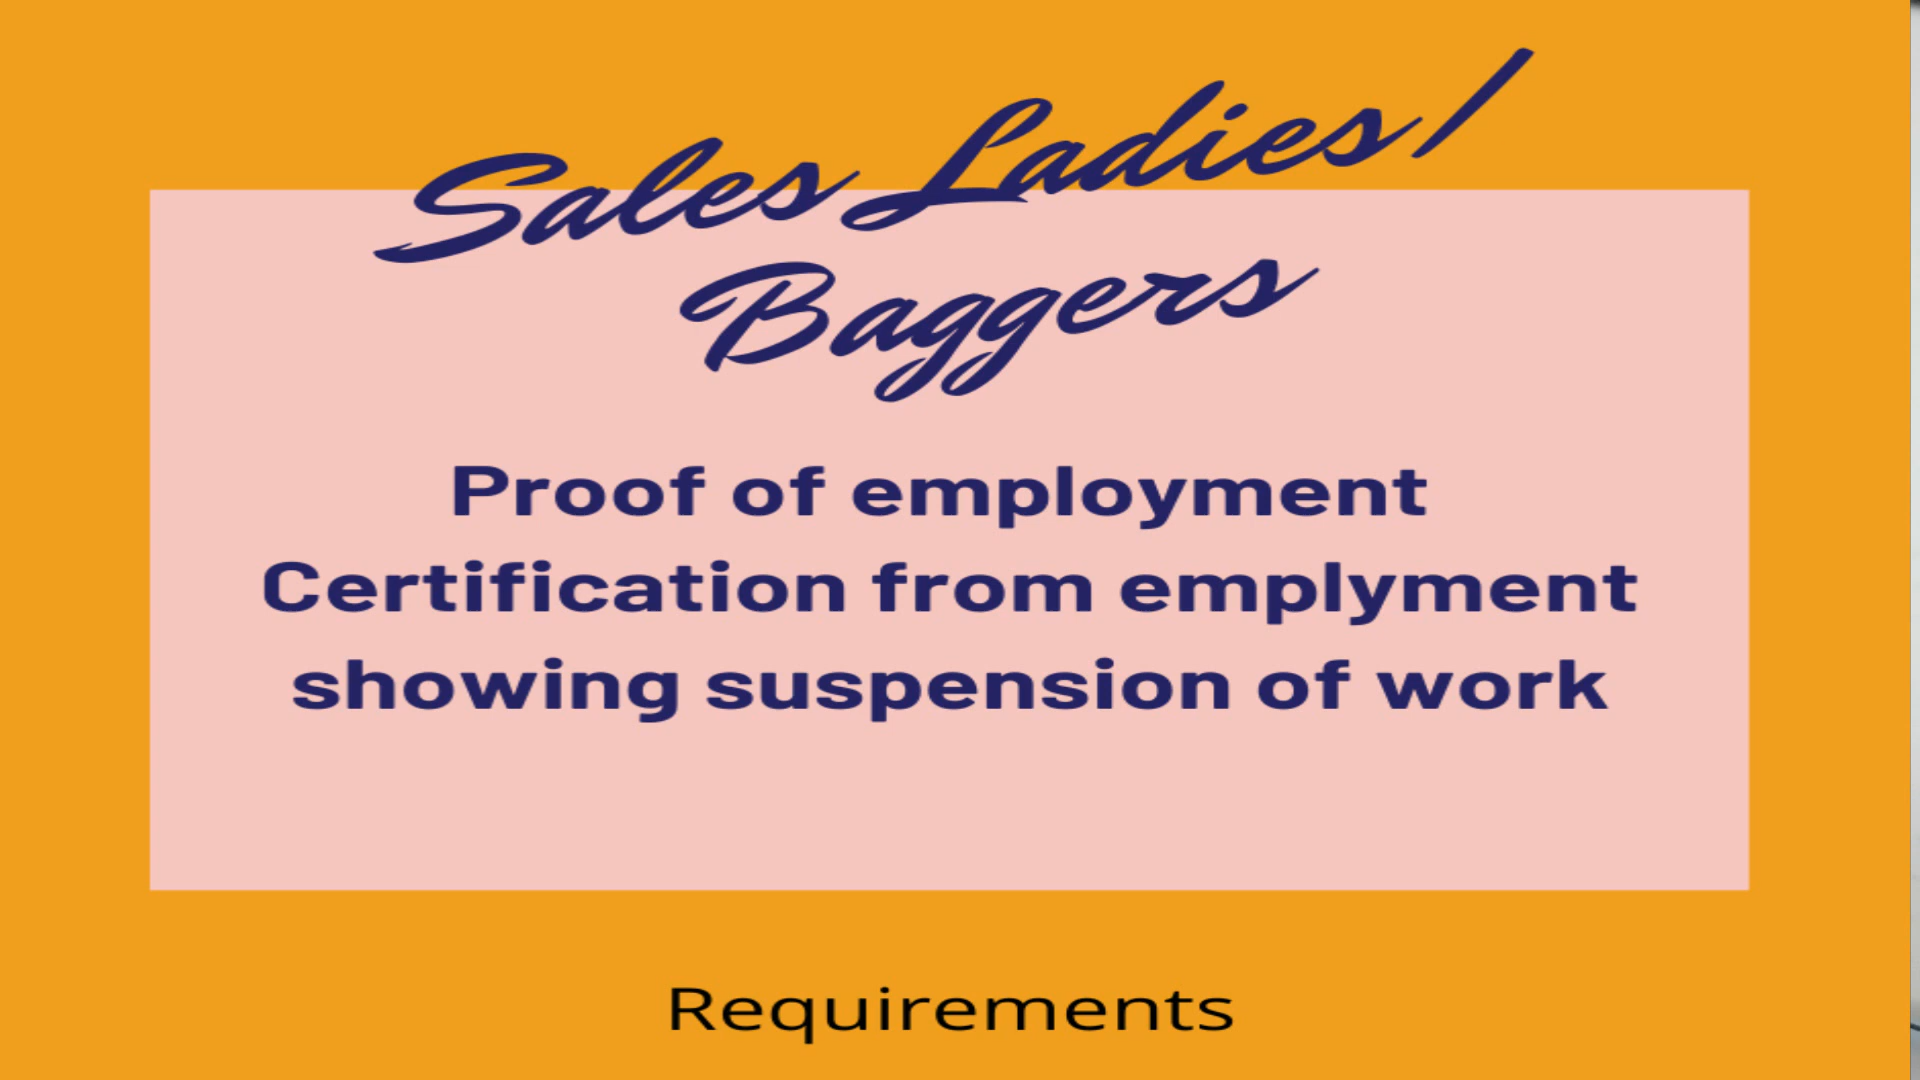 Sales Ladies/
Baggers
Proof of employment
Certification from emplyment
showing suspension of work
Requirements